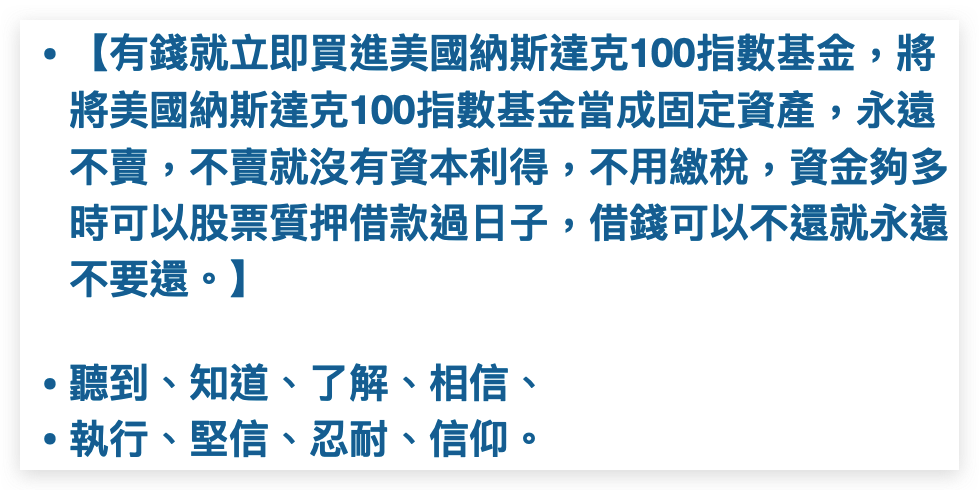 • 【有錢就立即買進美國納斯達克100指數基金，將
將美國納斯達克100指數基金當成固定資產，永遠
不賣，不賣就沒有資本利得，不用繳稅，資金夠多
時可以股票質押借款過日子，借錢可以不還就永遠
不要還。】
• 聽到、知道、了解、相信、
• 執行、堅信、忍耐、信仰。